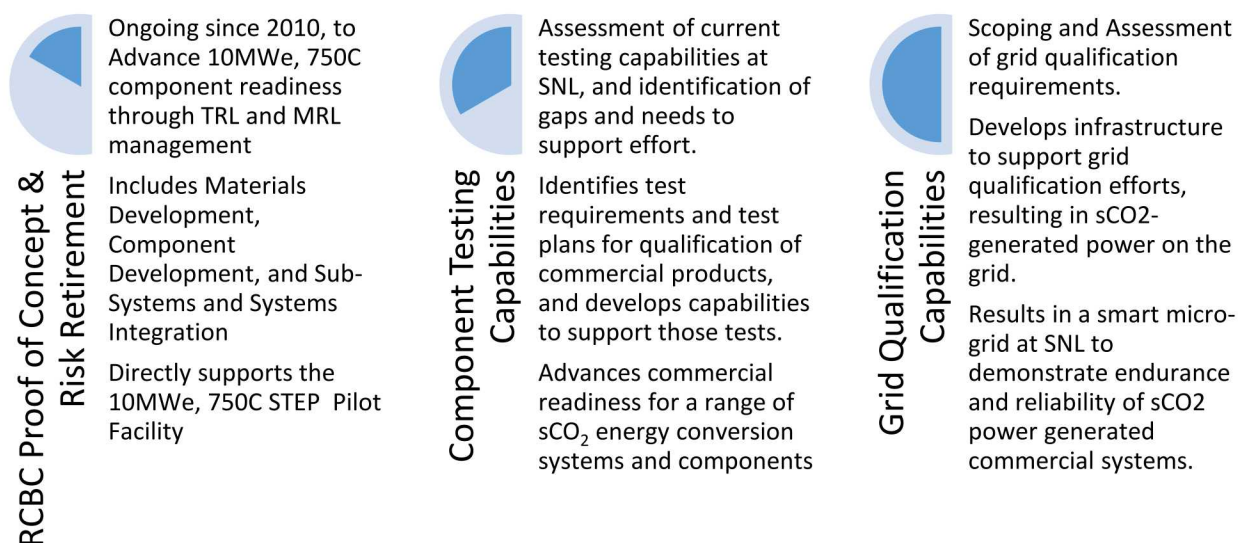 RCBC Proof of Concept &
Risk Retirement
Ongoing since 2010, to
Advance 10MWe, 750C
component readiness
through TRL and MRL
management
Includes Materials
Development,
Component
Development, and Sub-
Systems and Systems
Integration
Directly supports the
10MWe, 750C STEP Pilot
Facility
Component Testing
Capabilities
Assessment of current
testing capabilities at
SNL, and identification of
gaps and needs to
support effort.
Identifies test
requirements and test
plans for qualification of
commercial products,
and develops capabilities
to support those tests.
Advances commercial
readiness for a range of
sCO₂ energy conversion
systems and components
Grid Qualification
Capabilities
Scoping and Assessment
of grid qualification
requirements.
Develops infrastructure
to support grid
qualification efforts,
resulting in sCO2-
generated power on the
grid.
Results in a smart micro-
grid at SNL to
demonstrate endurance
and reliability of sCO2
power generated
commercial systems.